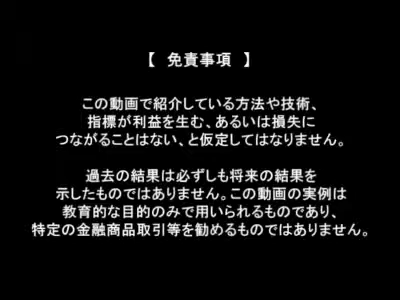 【 免責事項 】
この動画で紹介している方法や技術、
指標が利益を生む、あるいは損失に
つながることはない、と仮定してはなりません。
過去の結果は必ずしも将来の結果を
示したものではありません。この動画の実例は
教育的な目的のみで用いられるものであり、
特定の金融商品取引等を勧めるものではありません。